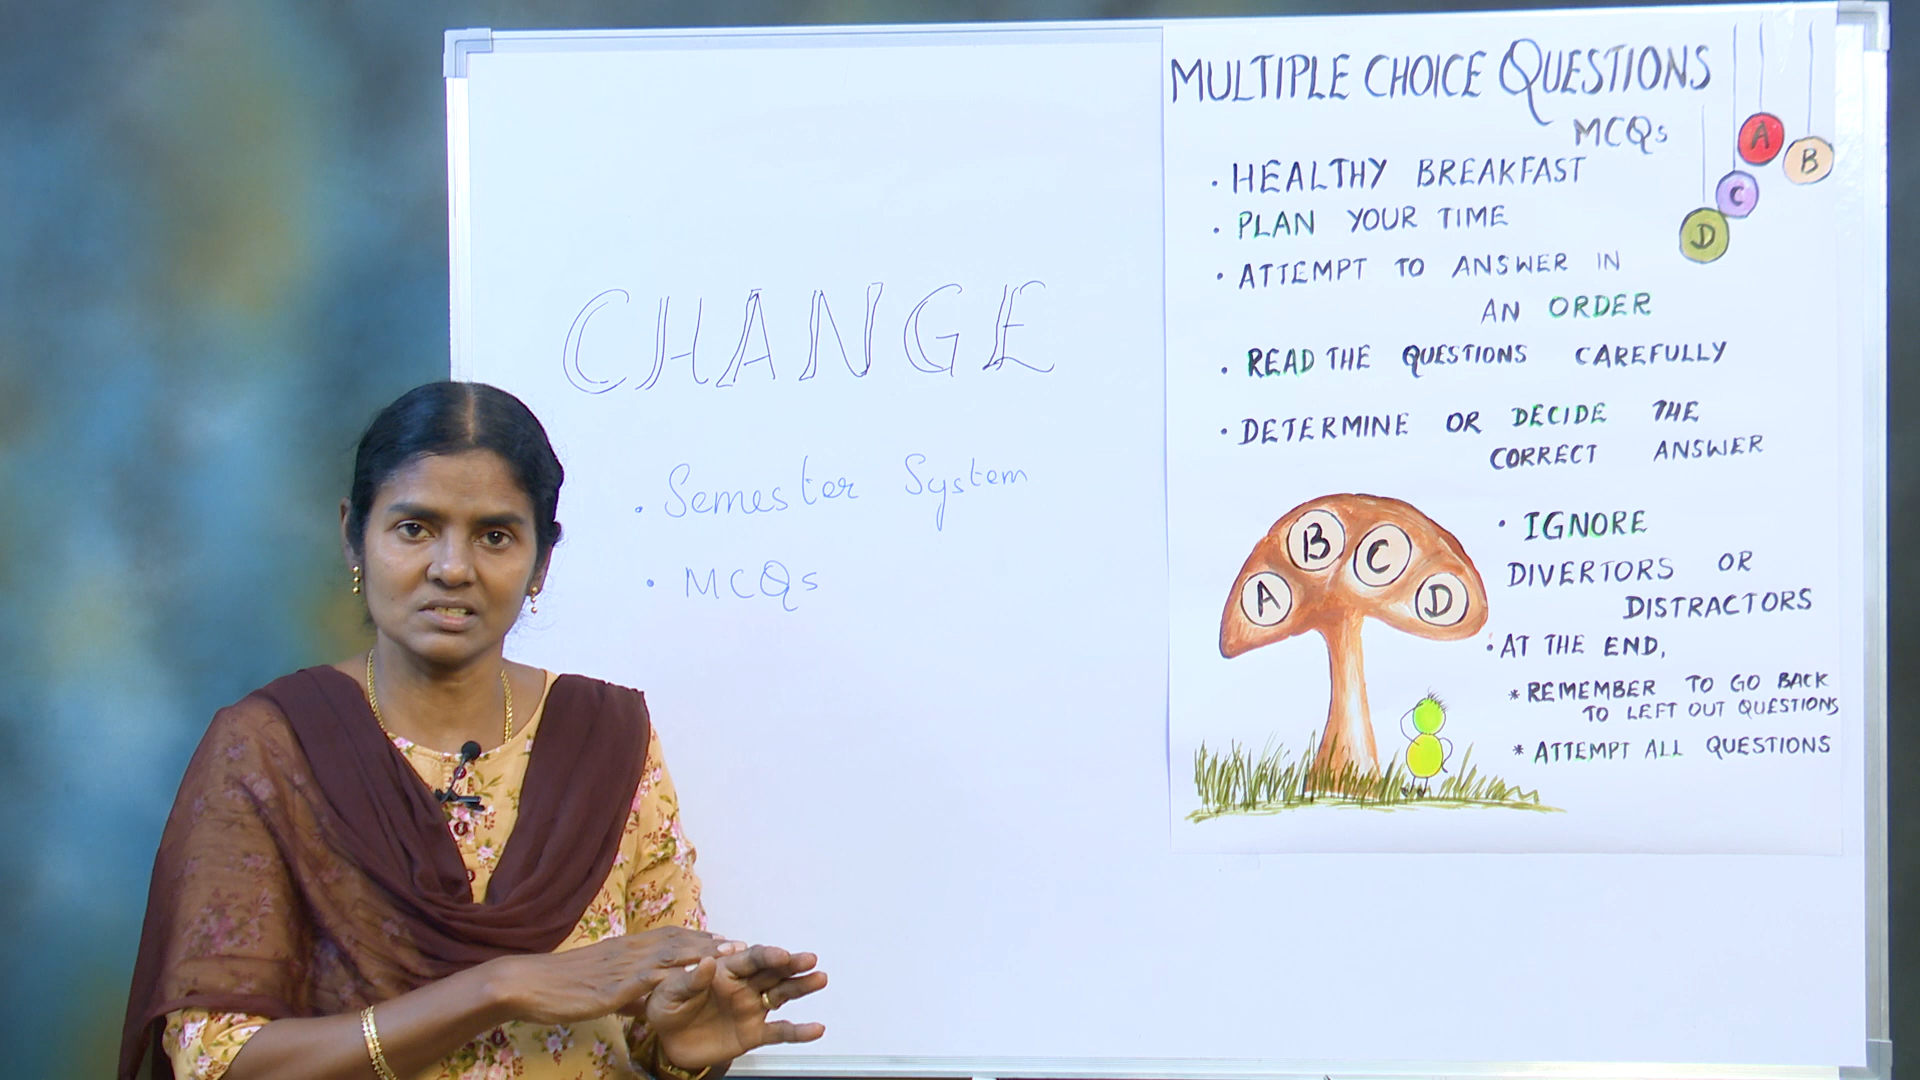 CHANGE
. Semester System
. MCQs
MULTIPLE CHOICE QUESTIONS
MCQs
A
B
C
D
. HEALTHY BREAKFAST
. PLAN YOUR TIME
. ATTEMPT TO ANSWER IN
AN ORDER
. READ THE QUESTIONS CAREFULLY
. DETERMINE OR DECIDE THE
CORRECT ANSWER
A
B
C
D
. IGNORE
DIVERTORS OR
DISTRACTORS
. AT THE END,
* REMEMBER TO GO BACK
TO LEFT OUT QUESTIONS
* ATTEMPT ALL QUESTIONS